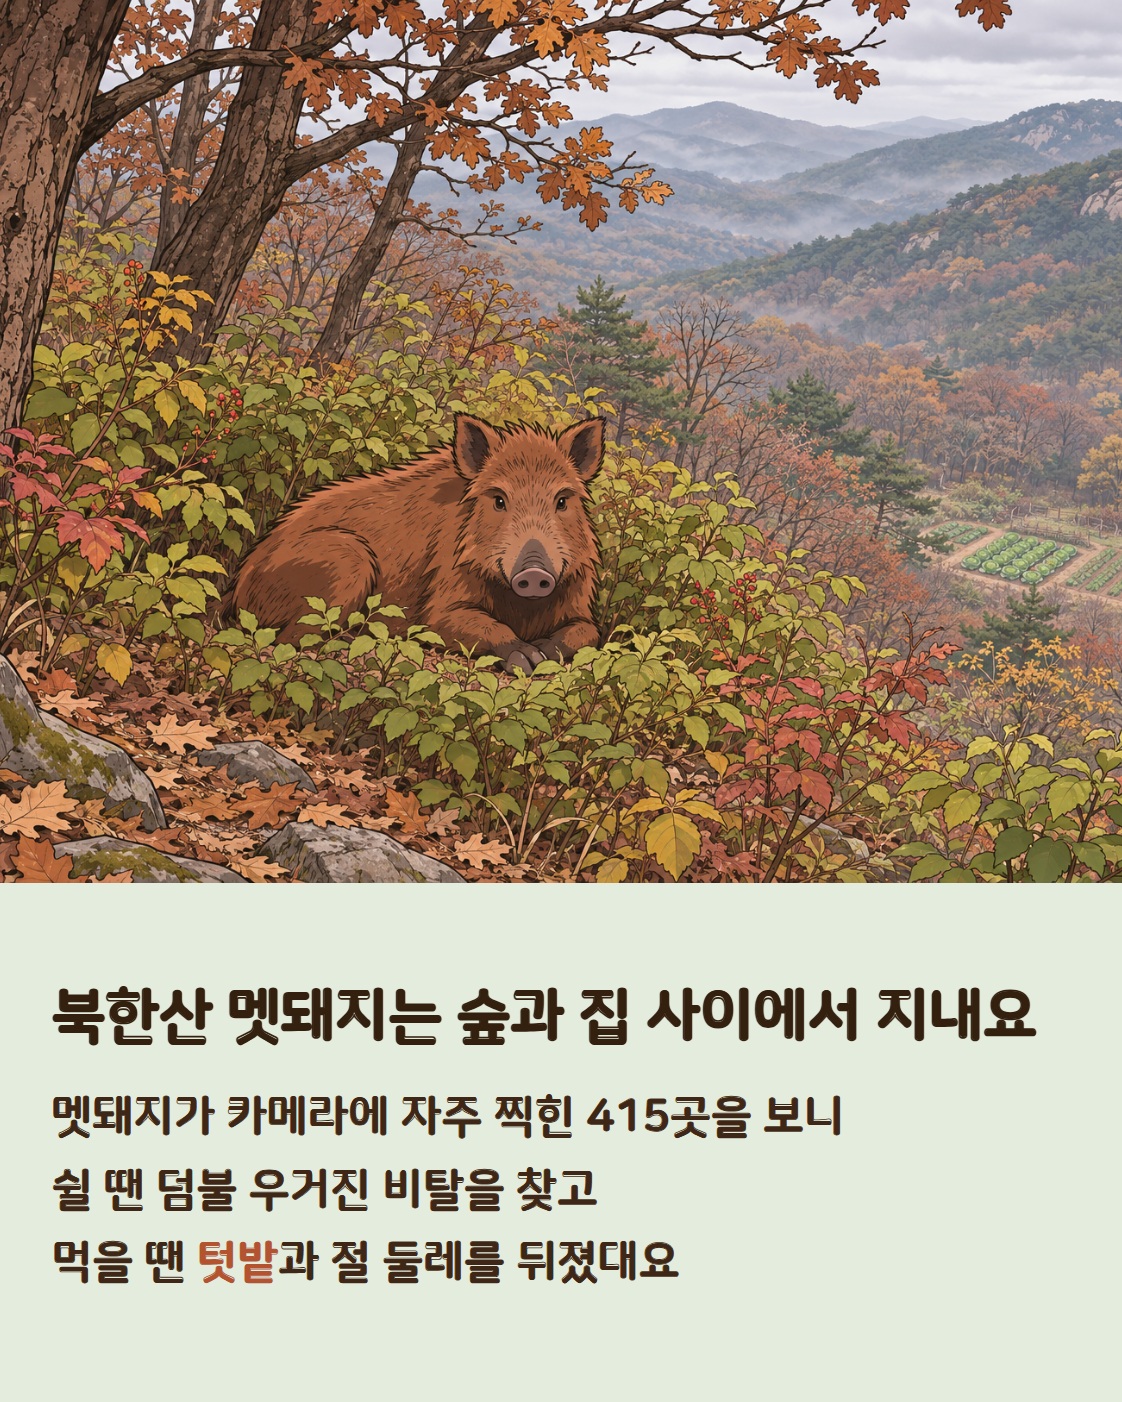 북한산 멧돼지는 숲과 집 사이에서 지내요
멧돼지가 카메라에 자주 찍힌 415곳을 보니
쉴 땐 덤불 우거진 비탈을 찾고
먹을 땐 텃밭과 절 둘레를 뒤졌대요